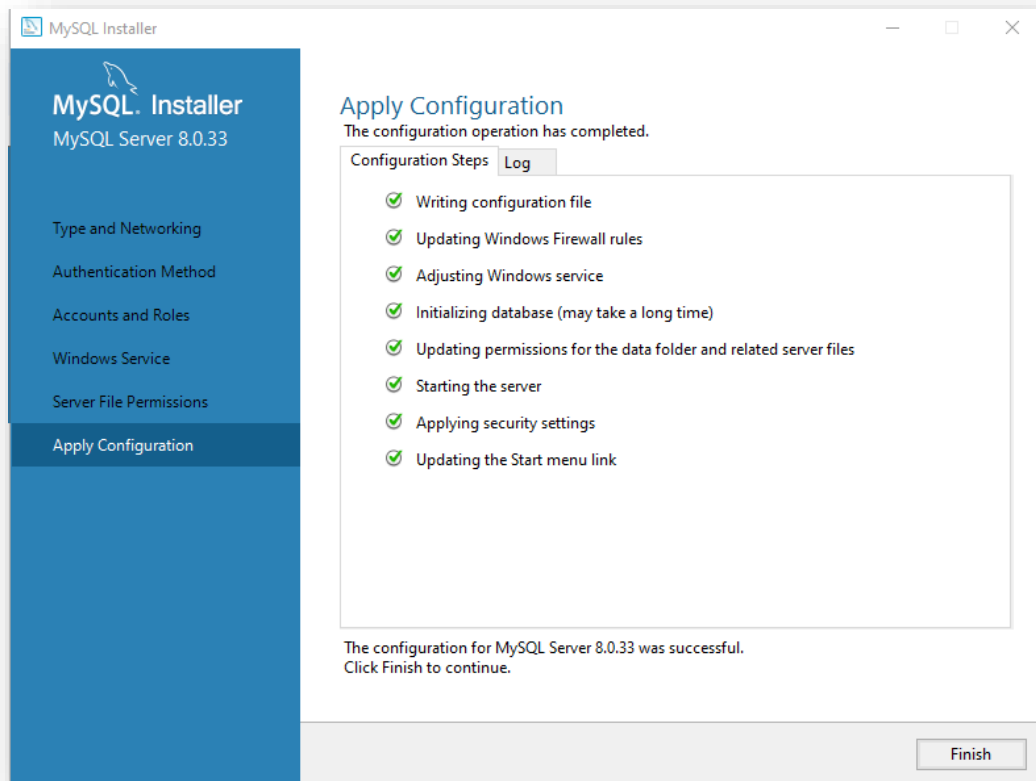 MySQL Installer
MySQL. Installer
MySQL Server 8.0.33
Type and Networking
Authentication Method
Accounts and Roles
Windows Service
Server File Permissions
Apply Configuration
Apply Configuration
The configuration operation has completed.
Configuration Steps
Log
Writing configuration file
Updating Windows Firewall rules
Adjusting Windows service
Initializing database (may take a long time)
Updating permissions for the data folder and related server files
Starting the server
Applying security settings
Updating the Start menu link
The configuration for MySQL Server 8.0.33 was successful.
Click Finish to continue.
Finish